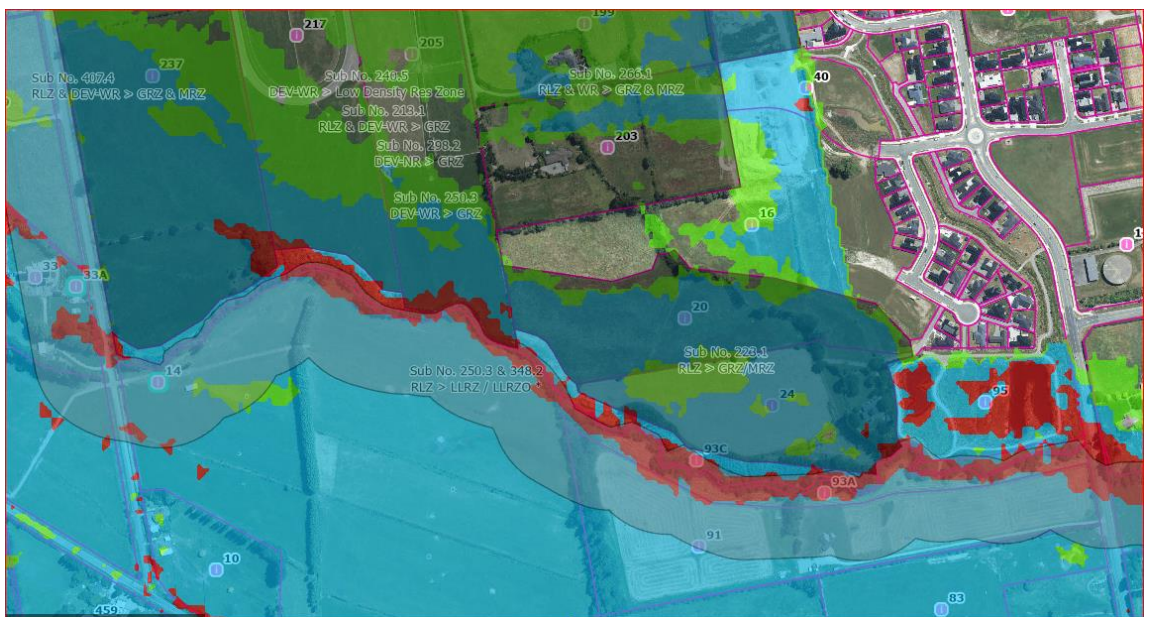 217
199
205
237
Sub No. 407.4
RLZ & DEV-WR > GRZ & MRZ
Sub No. 240.5
DEV-WR > Low Density Res Zone
Sub No. 266.1
RLZ & WR > GRZ & MRZ
40
Sub No. 213.1
RLZ & DEV-WR > GRZ
203
Sub No. 298.2
DEV-NR > GRZ
Sub No. 250.3
DEV-WR > GRZ
16
33
33A
20
Sub No. 223.1
RLZ > GRZ/MRZ
14
Sub No. 250.3 & 348.2
RLZ > LLRZ / LLRZO *
24
95
93C
93A
91
10
83
459